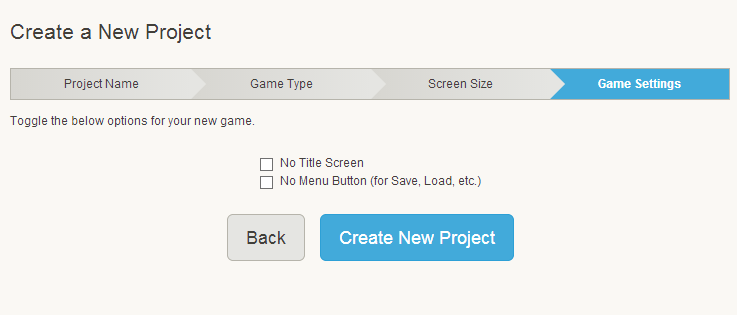 Create a New Project
Project Name Game Type Screen Size Game Settings
Toggle the below options for your new game.
No Title Screen
No Menu Button (for Save, Load, etc.)
Back Create New Project